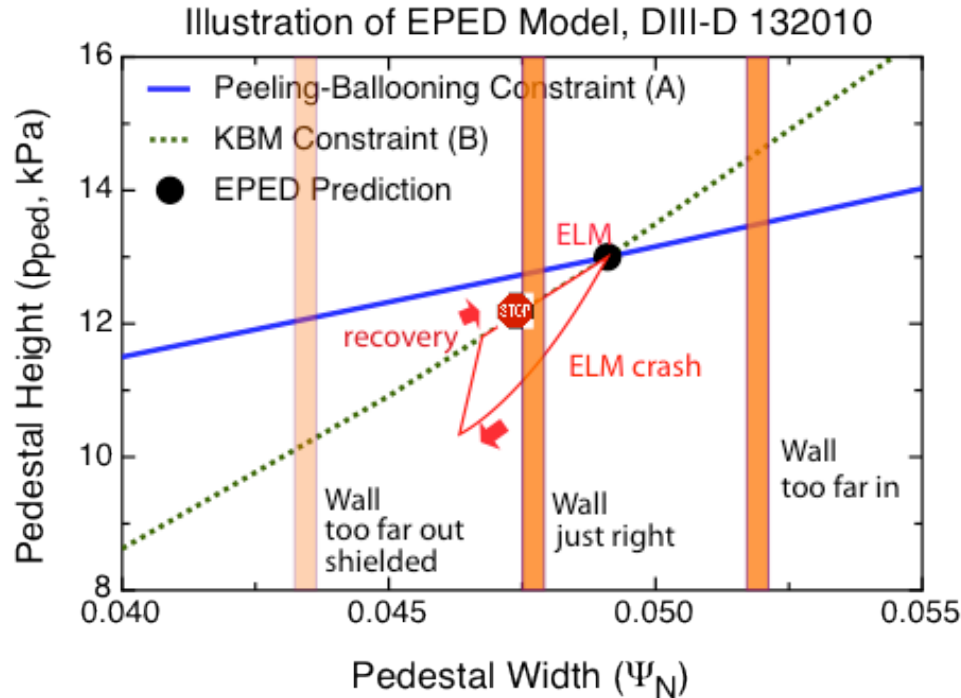 Illustration of EPED Model, DIII-D 132010
16
Peeling-Ballooning Constraint (A)
KBM Constraint (B)
EPED Prediction
14
ELM
STOP
12
recovery
ELM crash
10
Wall
too far in
Wall
too far out
shielded
Wall
just right
8
0.040
0.045
0.050
0.055
Pedestal Height (pped, kPa)
Pedestal Width (ΨN)